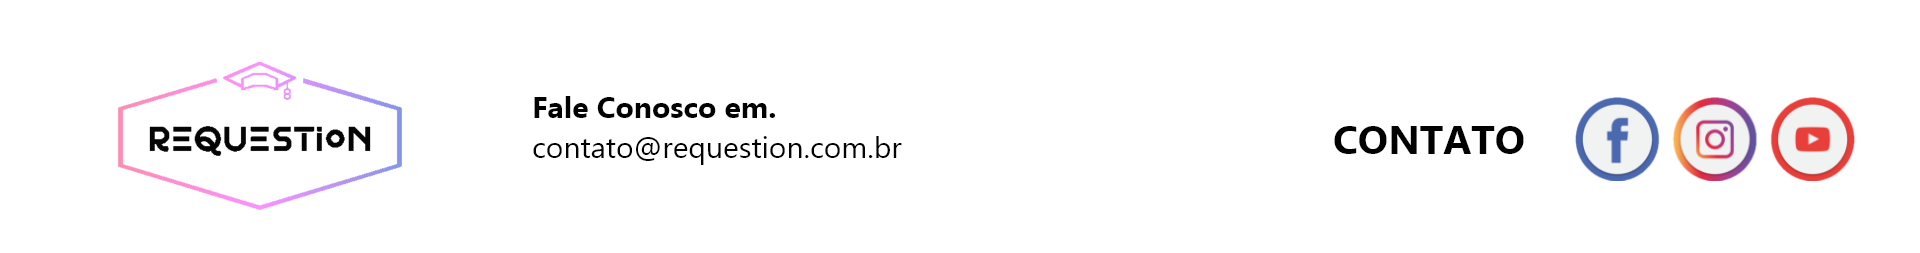 REQUESTiON
Fale Conosco em.
contato@requestion.com.br
CONTATO